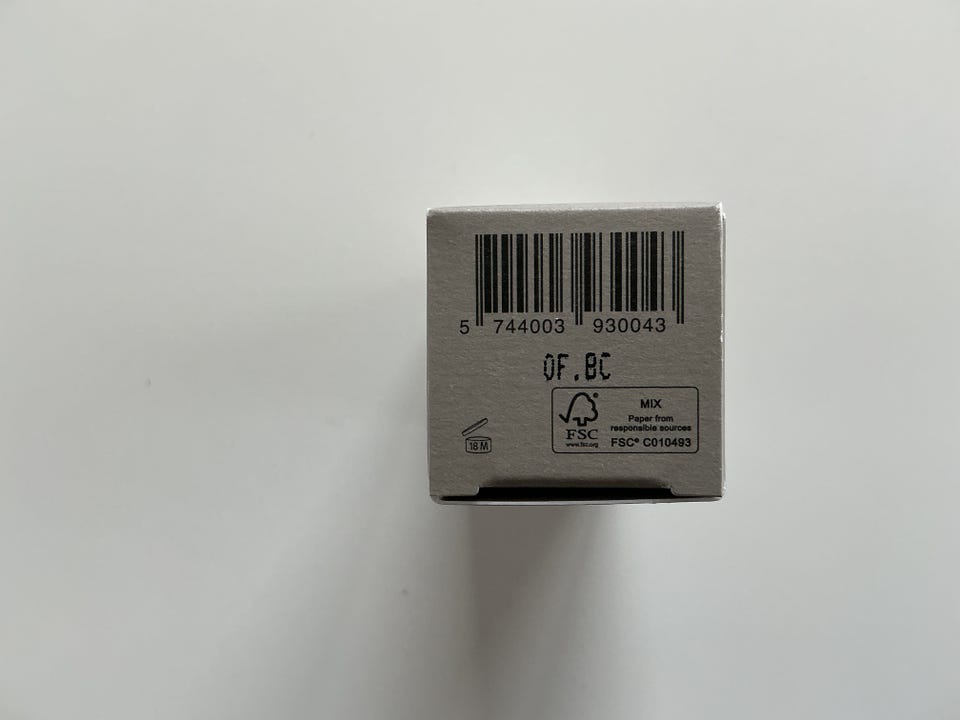 5 744003 930043
0F.BC
MIX
Paper from
responsible sources
FSC
www.fsc.org
FSC® C010493
18 M